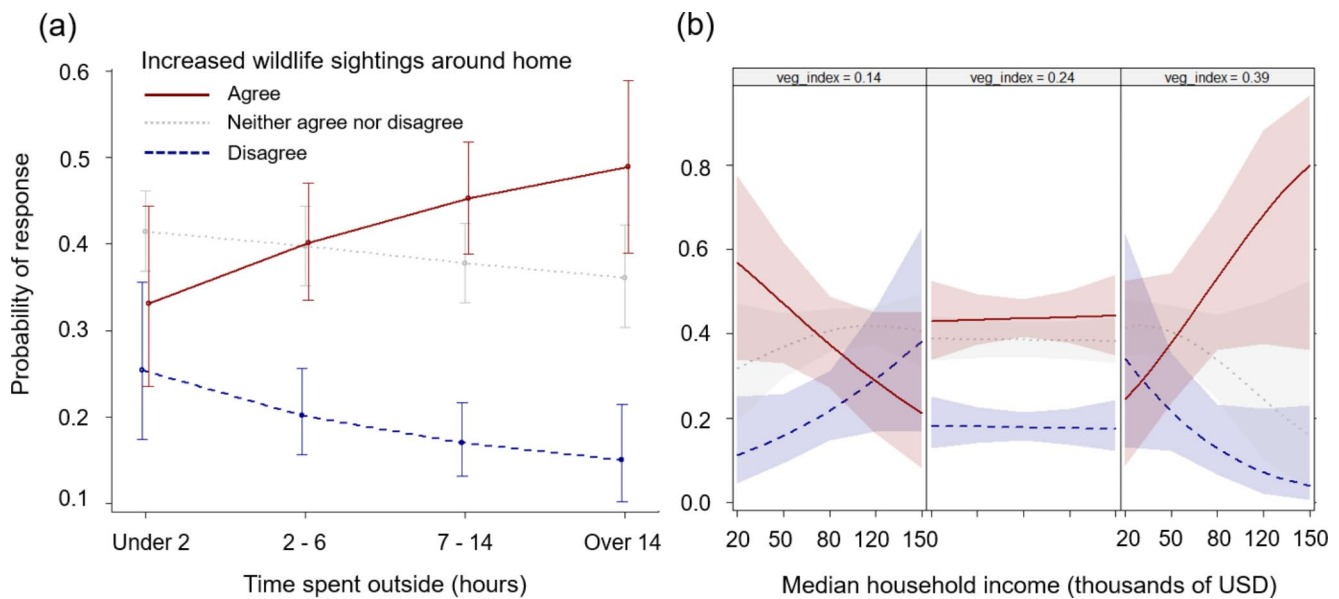 (a)
Increased wildlife sightings around home
Agree
Neither agree nor disagree
Disagree
Probability of response
0.6
0.5
0.4
0.3
0.2
0.1
Under 2 2 - 6 7 - 14 Over 14
Time spent outside (hours)
(b)
veg_index = 0.14 veg_index = 0.24 veg_index = 0.39
0.8
0.6
0.4
0.2
0.0
20 50 80 120 150 20 50 80 120 150
Median household income (thousands of USD)